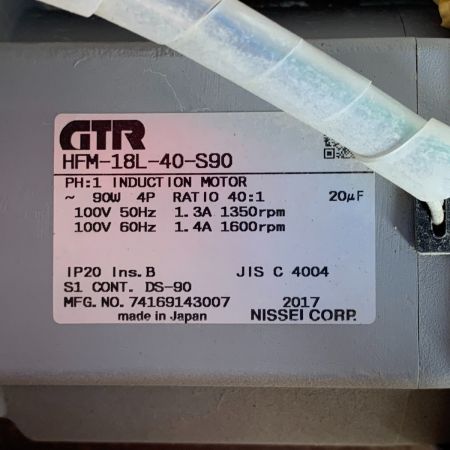 GTR
HFM-18L-40-S90
PH:1 INDUCTION MOTOR
~ 90W 4P RATIO 40:1 20µF
100V 50Hz 1.3A 1350rpm
100V 60Hz 1.4A 1600rpm
IP20 Ins.B JIS C 4004
S1 CONT. DS-90
MFG.NO.74169143007 2017
made in Japan NISSEI CORP.